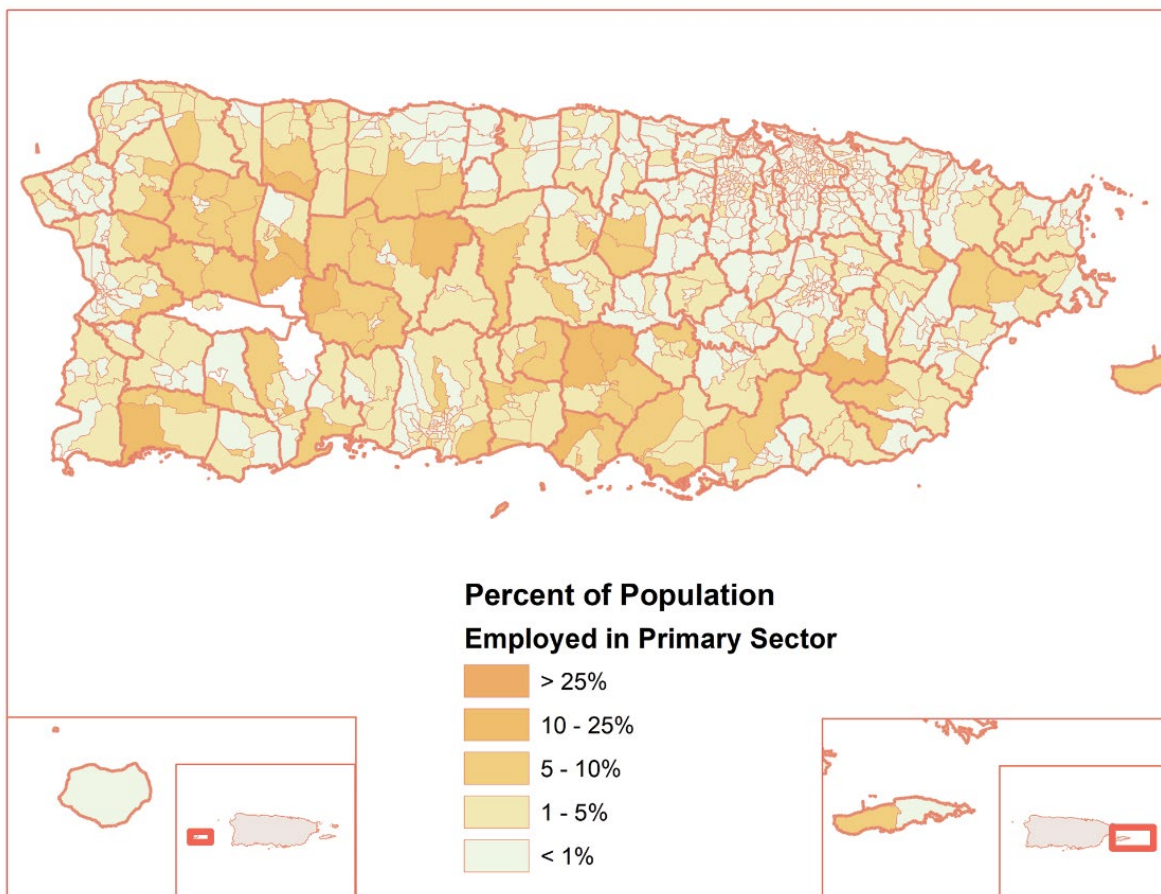 Percent of Population
Employed in Primary Sector
> 25%
10 - 25%
5 - 10%
1 - 5%
< 1%